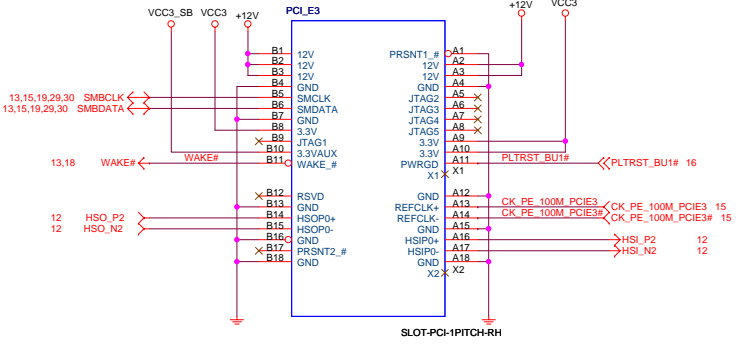 VCC3_SB VCC3 +12V PCI_E3 +12V VCC3
B1 12V PRSNT1_# A1
B2 12V 12V A2
B3 12V 12V A3
B4 GND GND A4
13,15,19,29,30 SMBCLK B5 SMCLK JTAG2 A5
13,15,19,29,30 SMBDATA B6 SMDATA JTAG3 A6
B7 GND JTAG4 A7
B8 3.3V JTAG5 A8
B9 JTAG1 3.3V A9
B10 3.3VAUX 3.3V A10
13,18 WAKE# WAKE# B11 WAKE_# PWRGD A11 PLTRST_BU1# PLTRST_BU1# 16
X1 X1
B12 RSVD GND A12
B13 GND REFCLK+ A13 CK_PE_100M_PCIE3 CK_PE_100M_PCIE3 15
12 HSO_P2 B14 HSOP0+ REFCLK- A14 CK_PE_100M_PCIE3# CK_PE_100M_PCIE3# 15
12 HSO_N2 B15 HSOP0- GND A15
B16 GND HSIP0+ A16 HSI_P2 12
B17 PRSNT2_# HSIP0- A17 HSI_N2 12
B18 GND GND A18
X2 X2
SLOT-PCI-1PITCH-RH